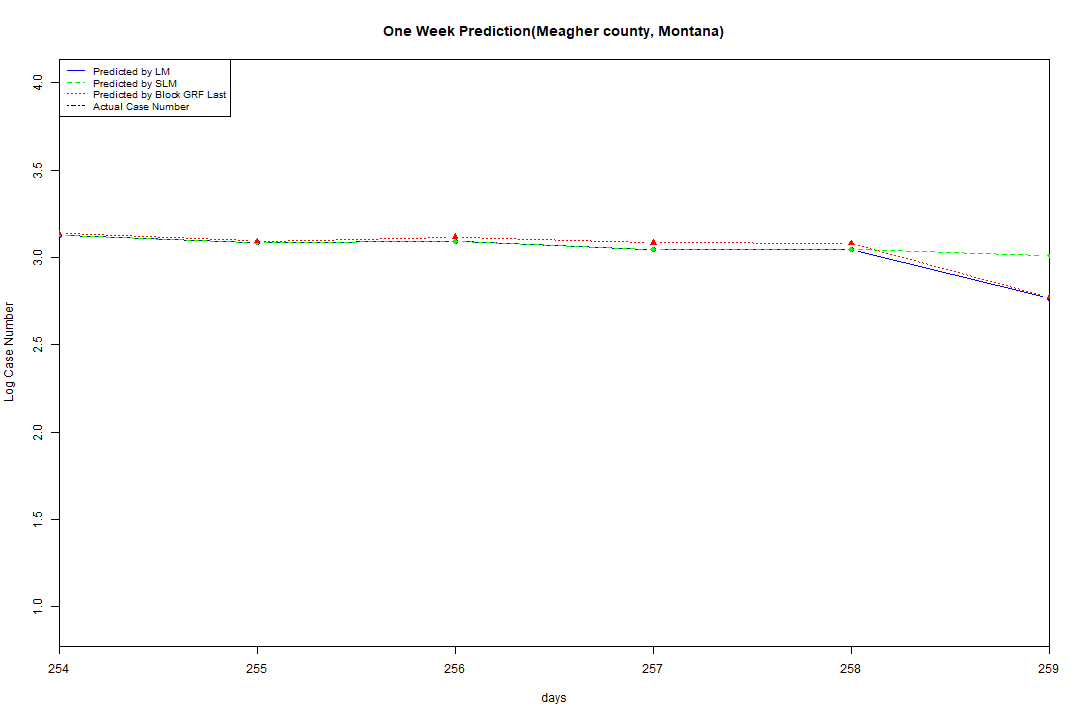 One Week Prediction(Meagher county, Montana)
Predicted by LM
Predicted by SLM
Predicted by Block GRF Last
Actual Case Number
4.0
3.5
3.0
2.5
2.0
1.5
1.0
Log Case Number
254 255 256 257 258 259
days